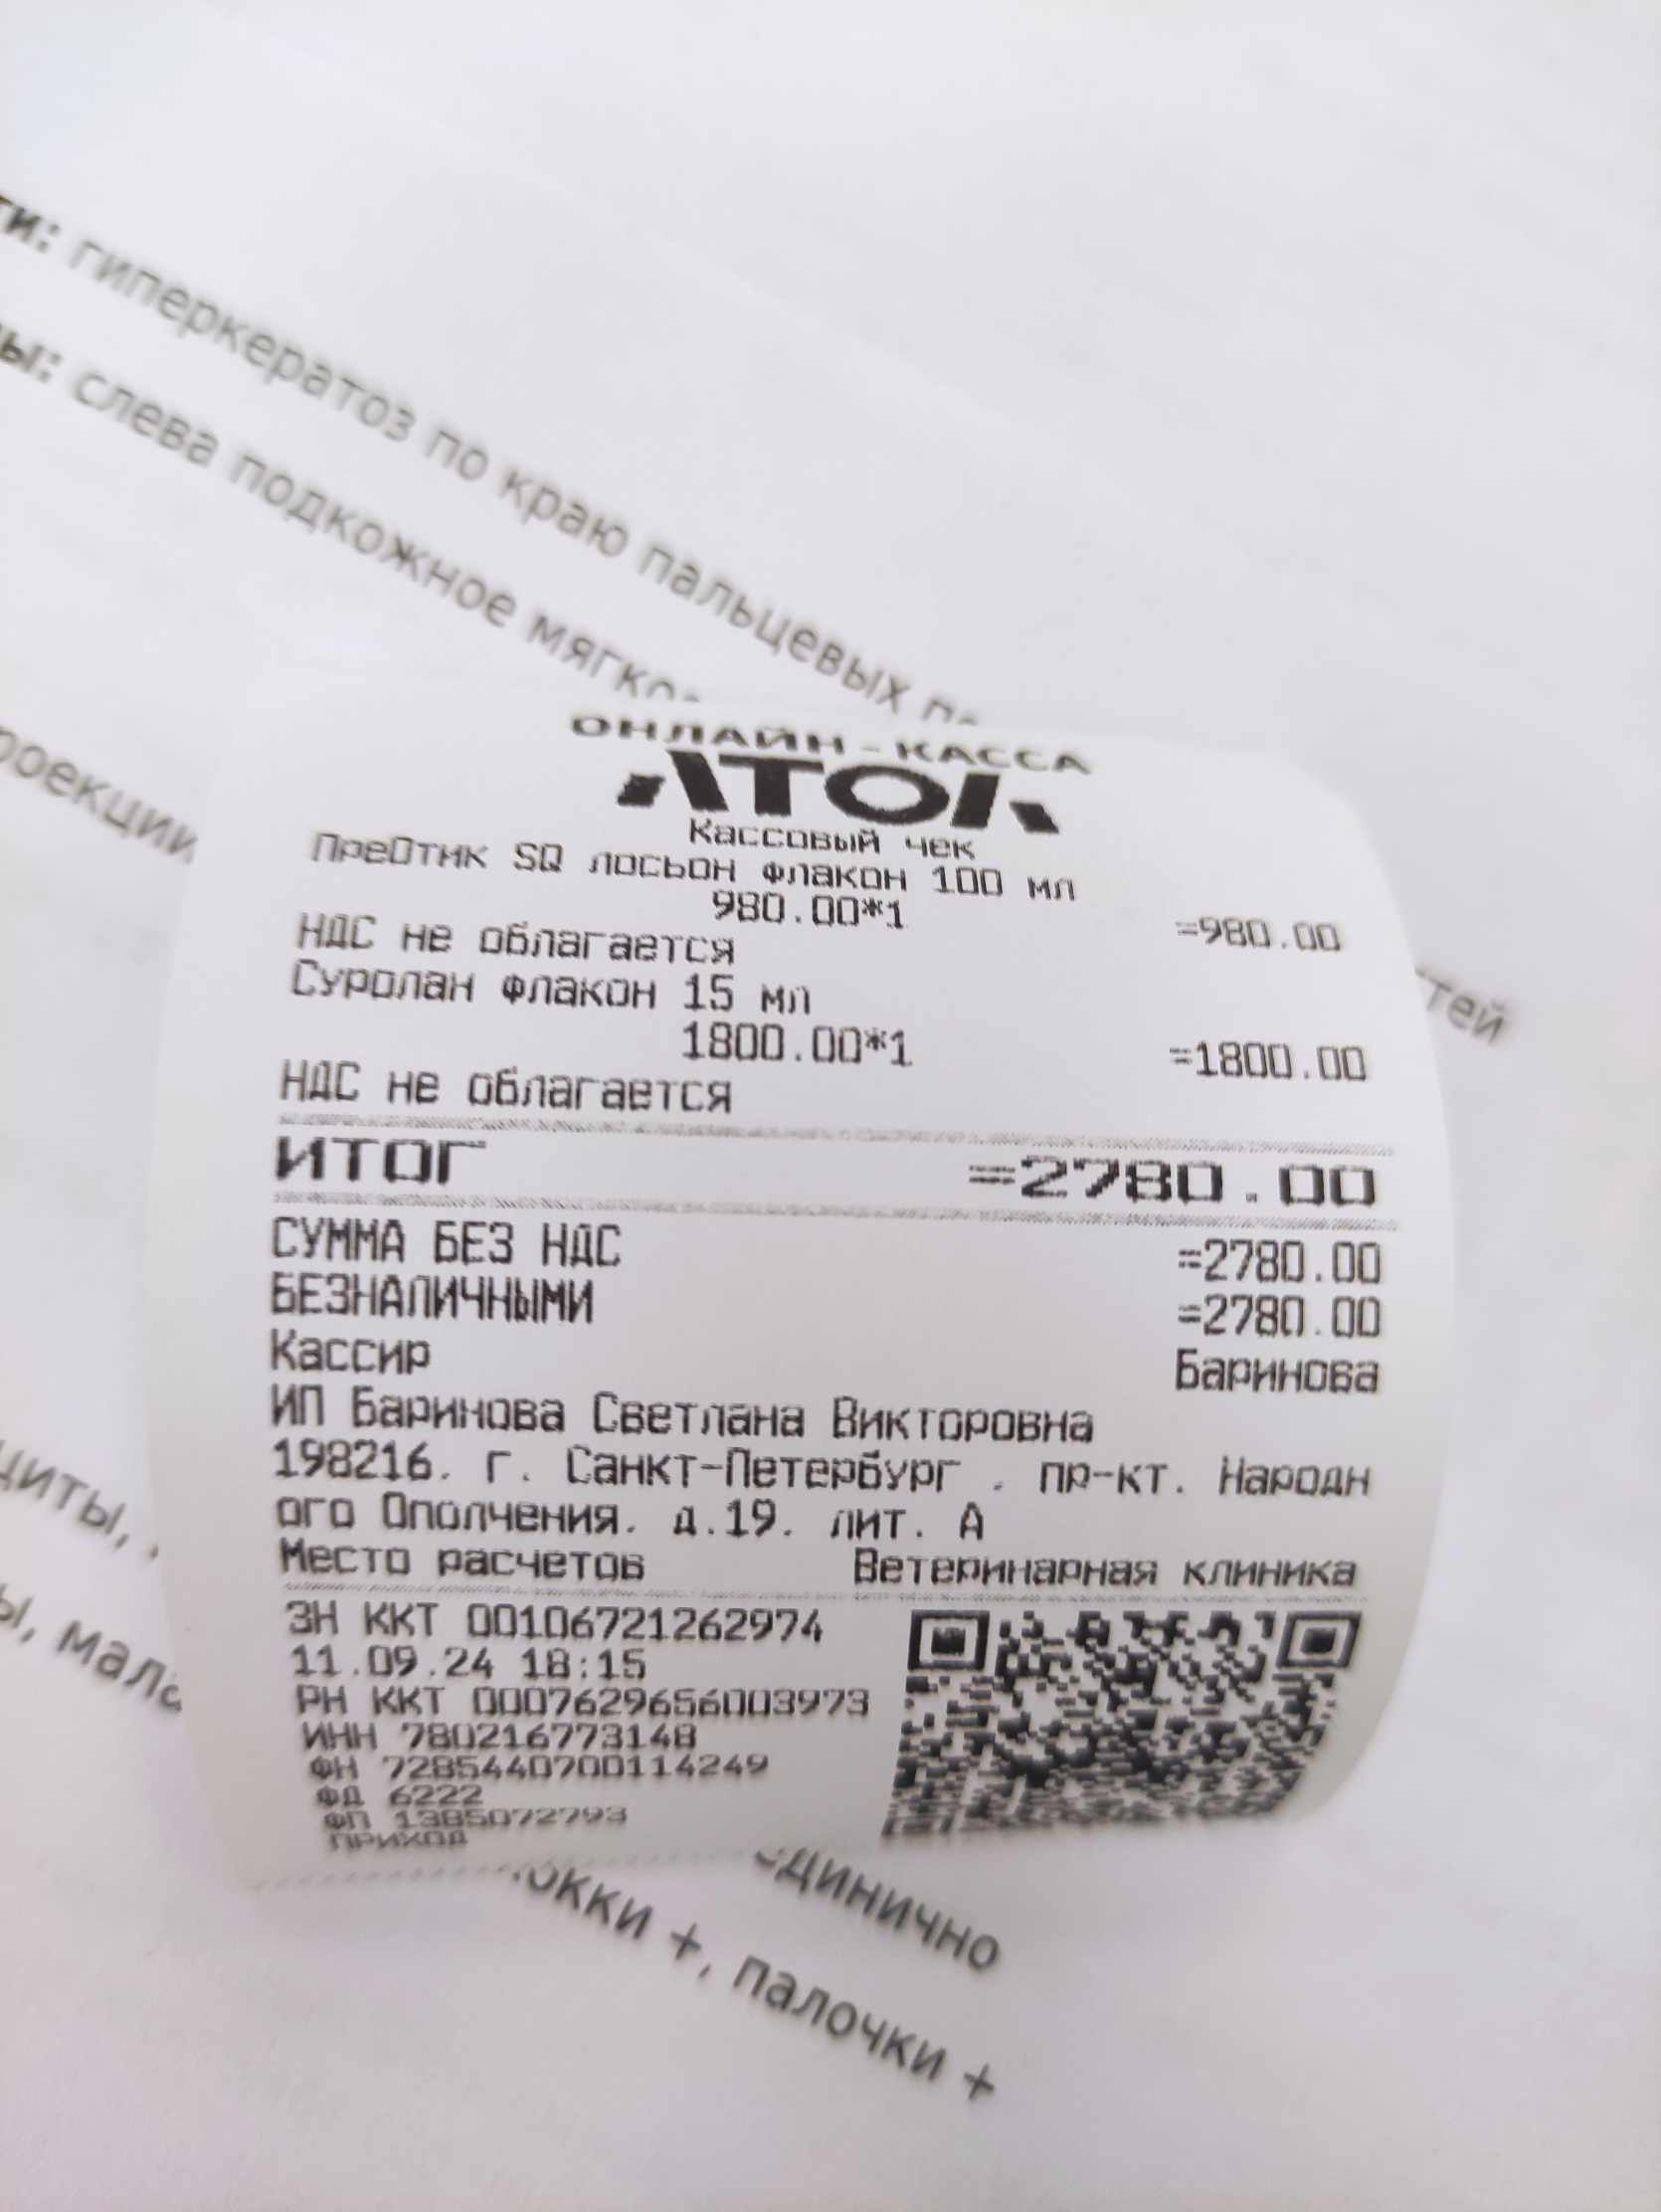 ти: гиперкератоз по краю пальцевых
ы: слева подкожное мягко
роекции
тей
ОНЛАЙН-КАССА
АТОЛ
Кассовый чек
ПреОтик SQ лосьон флакон 100 мл
980.00*1 =980.00
НДС не облагается
Суролан флакон 15 мл
1800.00*1 =1800.00
НДС не облагается
ИТОГ =2780.00
СУММА БЕЗ НДС =2780.00
БЕЗНАЛИЧНЫМИ =2780.00
Кассир Баринова
ИП Баринова Светлана Викторовна
198216, г. Санкт-Петербург , пр-кт. Народн
ого Ополчения, д.19, лит. А
Место расчетов Ветеринарная клиника
ЗН ККТ 00106721262974
11.09.24 18:15
РН ККТ 0007629656003973
ИНН 780216773148
ФН 7285440700114249
ФД 6222
ФП 1385072793
ПРИХОД
циты,
ы, мало
динично
окки +, палочки +